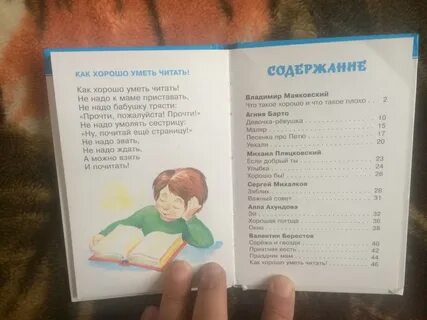 КАК ХОРОШО УМЕТЬ ЧИТАТЬ!
Как хорошо уметь читать!
Не надо к маме приставать,
Не надо бабушку трясти:
«Прочти, пожалуйста! Прочти!»
Не надо умолять сестрицу:
«Ну, почитай ещё страницу!»
Не надо звать,
Не надо ждать,
А можно взять
И почитать!
СОДЕРЖАНИЕ
Владимир Маяковский
Что такое хорошо и что такое плохо 2
Агния Барто
Девочка-рёвушка 10
Маляр 15
Песенка про Петю 17
Уехали 20
Михаил Пляцковский
Если добрый ты 23
Улыбка 24
Хорошо бы! 26
Сергей Михалков
Зяблик 28
Важный совет 31
Алла Ахундова
Эй 32
Хорошая погода 36
Окно 38
Валентин Берестов
Серёжа и гвозди 40
Приятная весть 42
Праздник мам 44
Как хорошо уметь читать! 46